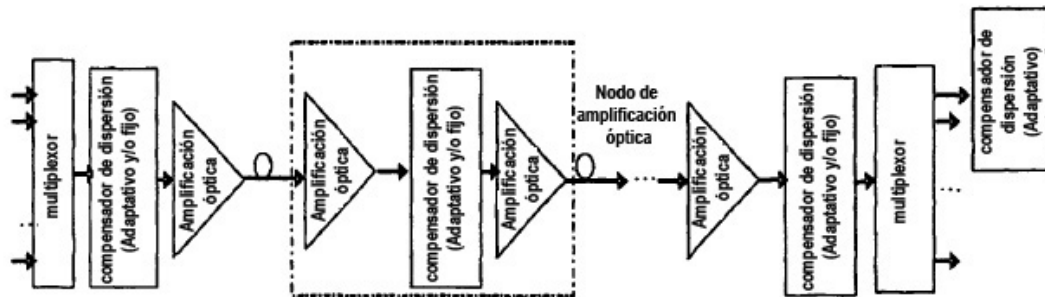 multiplexor
compensador de dispersión
(Adaptativo y/o fijo)
Amplificación
óptica
Amplificación
óptica
compensador de dispersión
(Adaptativo y/o fijo)
Amplificación
óptica
Nodo de
amplificación
óptica
Amplificación
óptica
compensador de dispersión
(Adaptativo y/o fijo)
multiplexor
compensador de
dispersión
(Adaptativo)